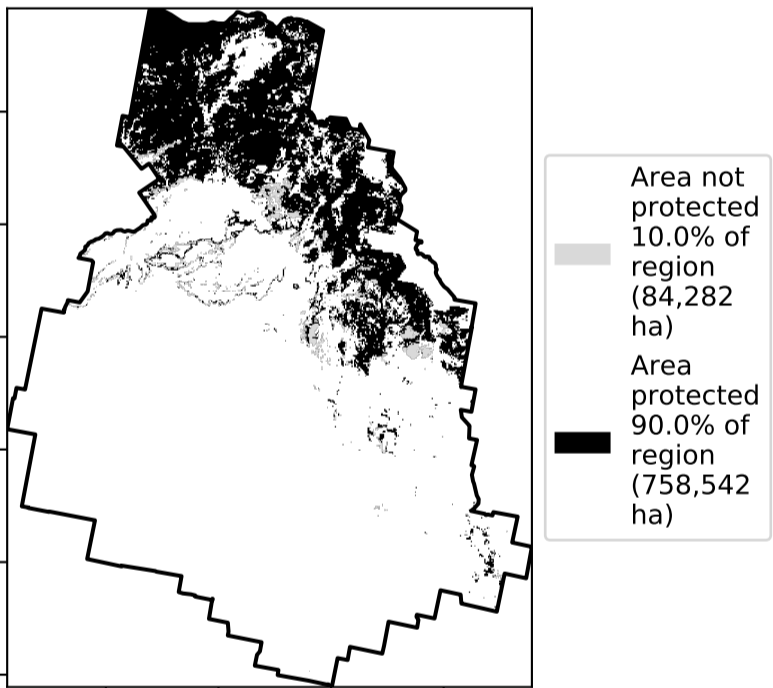 Area not
protected
10.0% of
region
(84,282
ha)
Area
protected
90.0% of
region
(758,542
ha)